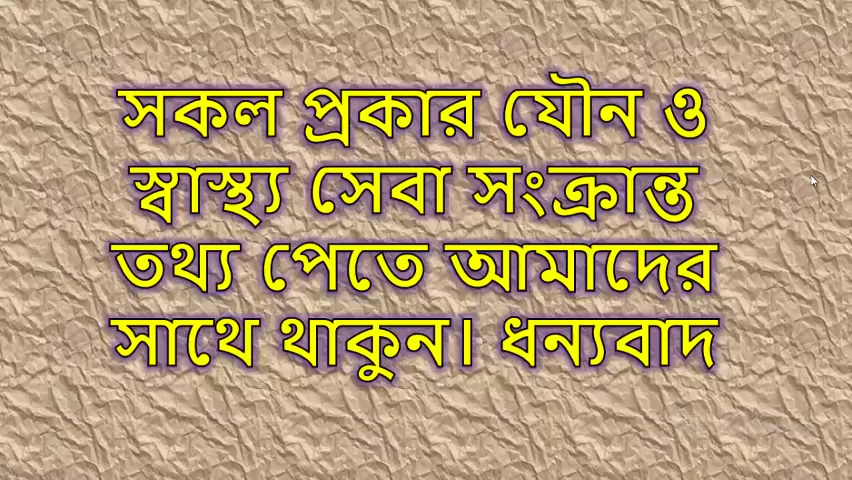 সকল প্রকার যৌন ও
স্বাস্থ্য সেবা সংক্রান্ত
তথ্য পেতে আমাদের
সাথে থাকুন। ধন্যবাদ